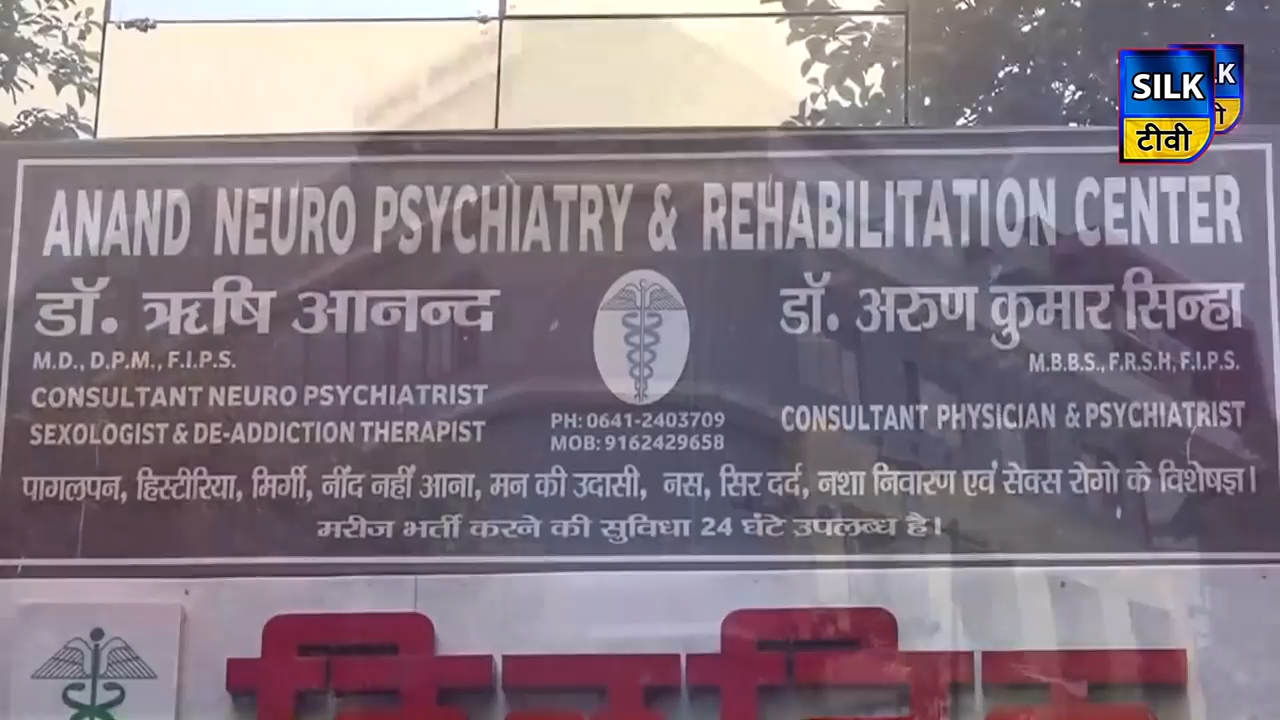 SILK
टीवी
ANAND NEURO PSYCHIATRY & REHABILITATION CENTER
डॉ. ऋषि आनन्द
M.D., D.P.M., F.I.P.S.
CONSULTANT NEURO PSYCHIATRIST
SEXOLOGIST & DE-ADDICTION THERAPIST
PH: 0641-2403709
MOB: 9162429658
डॉ. अरुण कुमार सिन्हा
M.B.B.S., F.R.S.H, F.I.P.S.
CONSULTANT PHYSICIAN & PSYCHIATRIST
पागलपन, हिस्टीरिया, मिर्गी, नींद नहीं आना, मन की उदासी, नस, सिर दर्द, नशा निवारण एवं सेक्स रोगो के विशेषज्ञ।
मरीज भर्ती करने की सुविधा 24 घंटे उपलब्ध है।